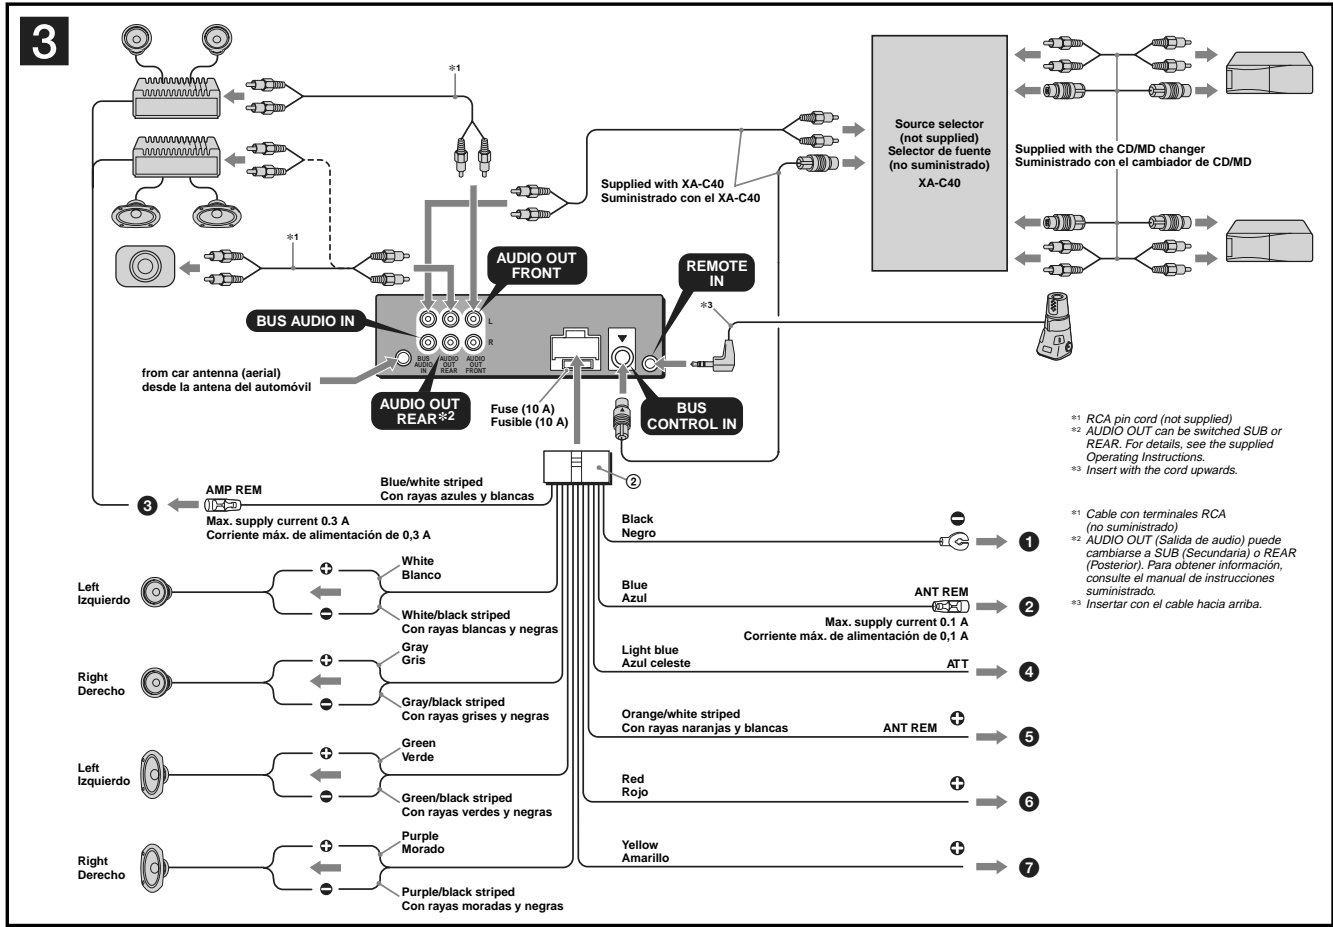 3
*1
*1
Source selector
(not supplied)
Selector de fuente
(no suministrado)
XA-C40
Supplied with the CD/MD changer
Suministrado con el cambiador de CD/MD
Supplied with XA-C40
Suministrado con el XA-C40
AUDIO OUT
FRONT
REMOTE
IN
*3
BUS AUDIO IN
L
R
BUS
AUDIO
IN
AUDIO
OUT
REAR
AUDIO
OUT
FRONT
from car antenna (aerial)
desde la antena del automóvil
AUDIO OUT
REAR*2
Fuse (10 A)
Fusible (10 A)
BUS
CONTROL IN
*1 RCA pin cord (not supplied)
*2 AUDIO OUT can be switched SUB or
REAR. For details, see the supplied
Operating Instructions.
*3 Insert with the cord upwards.
*1 Cable con terminales RCA
(no suministrado)
*2 AUDIO OUT (Salida de audio) puede
cambiarse a SUB (Secundaria) o REAR
(Posterior). Para obtener información,
consulte el manual de instrucciones
suministrado.
*3 Insertar con el cable hacia arriba.
②
❸
AMP REM
Blue/white striped
Con rayas azules y blancas
Max. supply current 0.3 A
Corriente máx. de alimentación de 0,3 A
Left
Izquierdo
+
White
Blanco
−
White/black striped
Con rayas blancas y negras
Right
Derecho
+
Gray
Gris
−
Gray/black striped
Con rayas grises y negras
Left
Izquierdo
+
Green
Verde
−
Green/black striped
Con rayas verdes y negras
Right
Derecho
+
Purple
Morado
−
Purple/black striped
Con rayas moradas y negras
Black
Negro
−
❶
Blue
Azul
ANT REM
❷
Max. supply current 0.1 A
Corriente máx. de alimentación de 0,1 A
Light blue
Azul celeste
ATT
❹
Orange/white striped
Con rayas naranjas y blancas
ANT REM
+
❺
Red
Rojo
+
❻
Yellow
Amarillo
+
❼